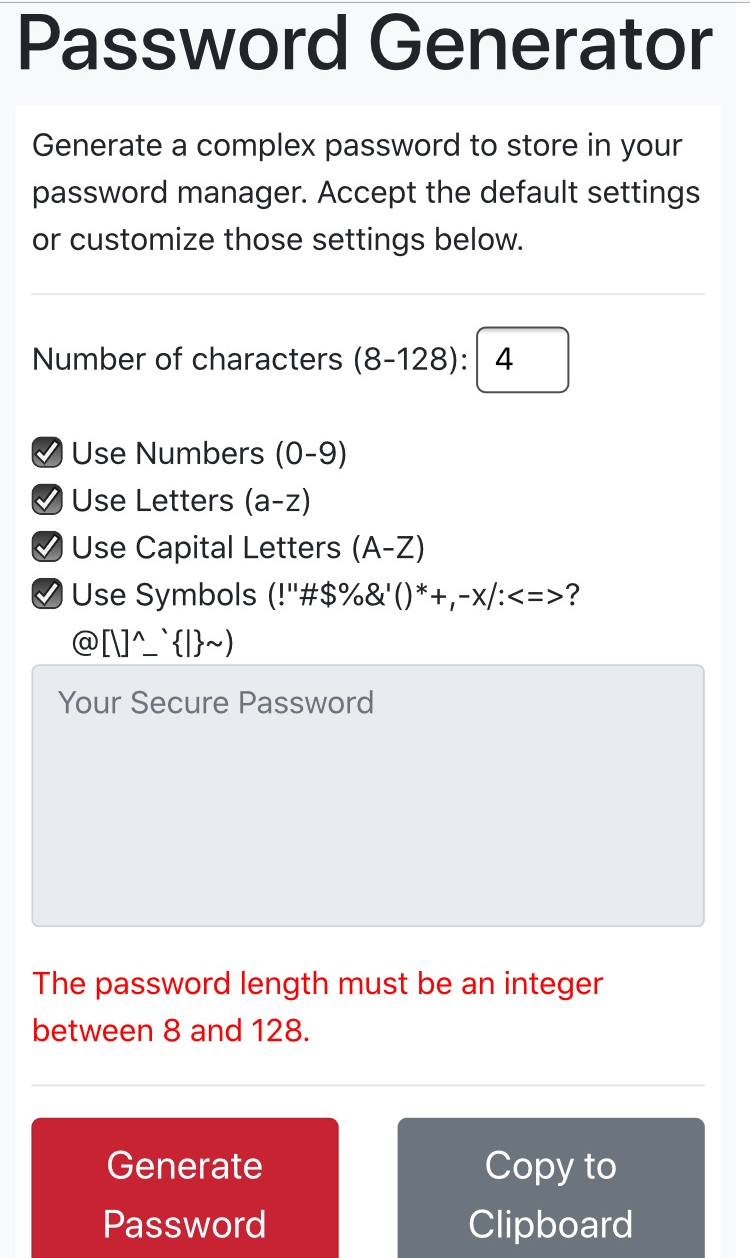 Password Generator
Generate a complex password to store in your
password manager. Accept the default settings
or customize those settings below.
Number of characters (8-128): 4
Use Numbers (0-9)
Use Letters (a-z)
Use Capital Letters (A-Z)
Use Symbols (!"#$%&'()*+,-x/:<=>?
@[\]^_`{|}~)
Your Secure Password
The password length must be an integer
between 8 and 128.
Generate
Password
Copy to
Clipboard